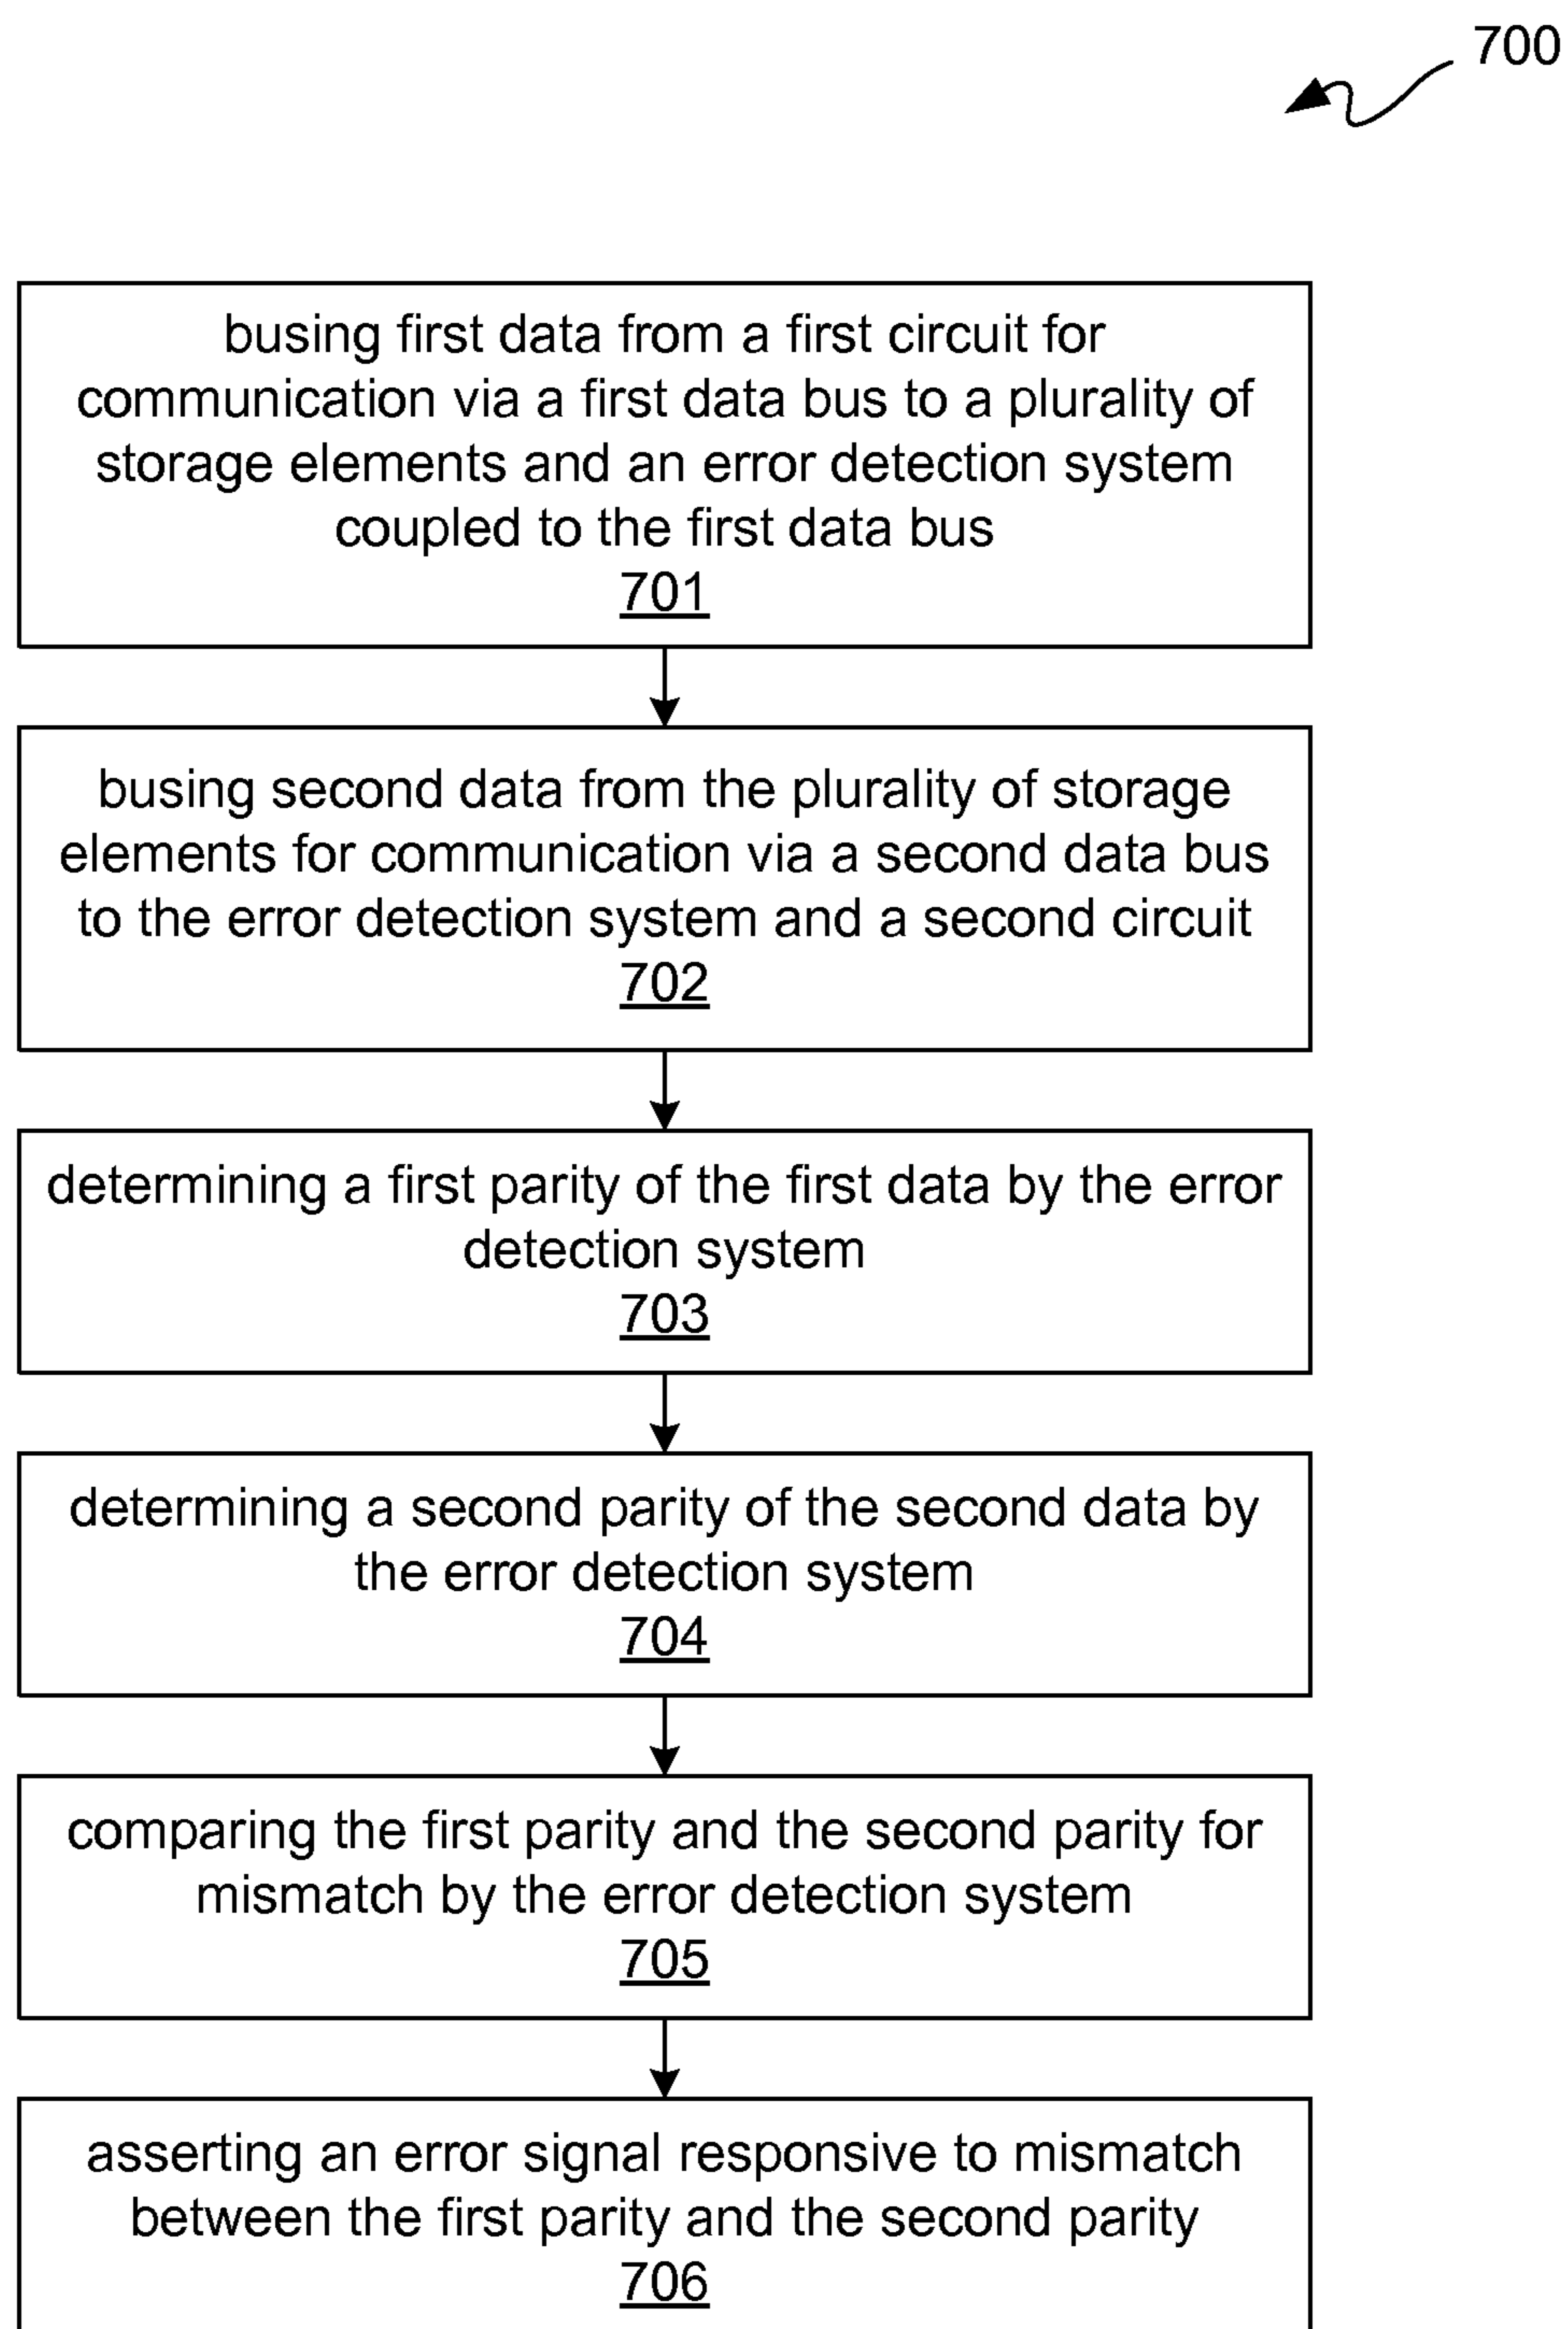 700
busing first data from a first circuit for
communication via a first data bus to a plurality of
storage elements and an error detection system
coupled to the first data bus
701
busing second data from the plurality of storage
elements for communication via a second data bus
to the error detection system and a second circuit
702
determining a first parity of the first data by the error
detection system
703
determining a second parity of the second data by
the error detection system
704
comparing the first parity and the second parity for
mismatch by the error detection system
705
asserting an error signal responsive to mismatch
between the first parity and the second parity
706